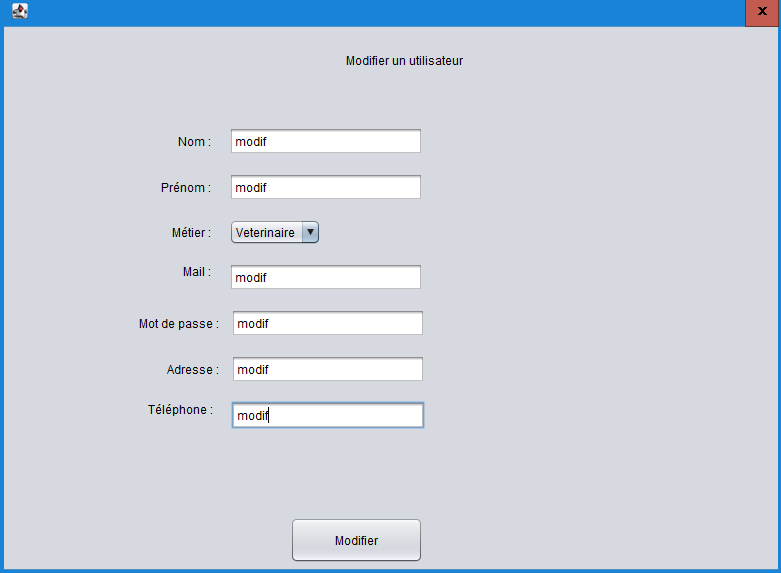 x
Modifier un utilisateur
Nom : modif
Prénom : modif
Métier : Veterinaire
Mail : modif
Mot de passe : modif
Adresse : modif
Téléphone : modif
Modifier